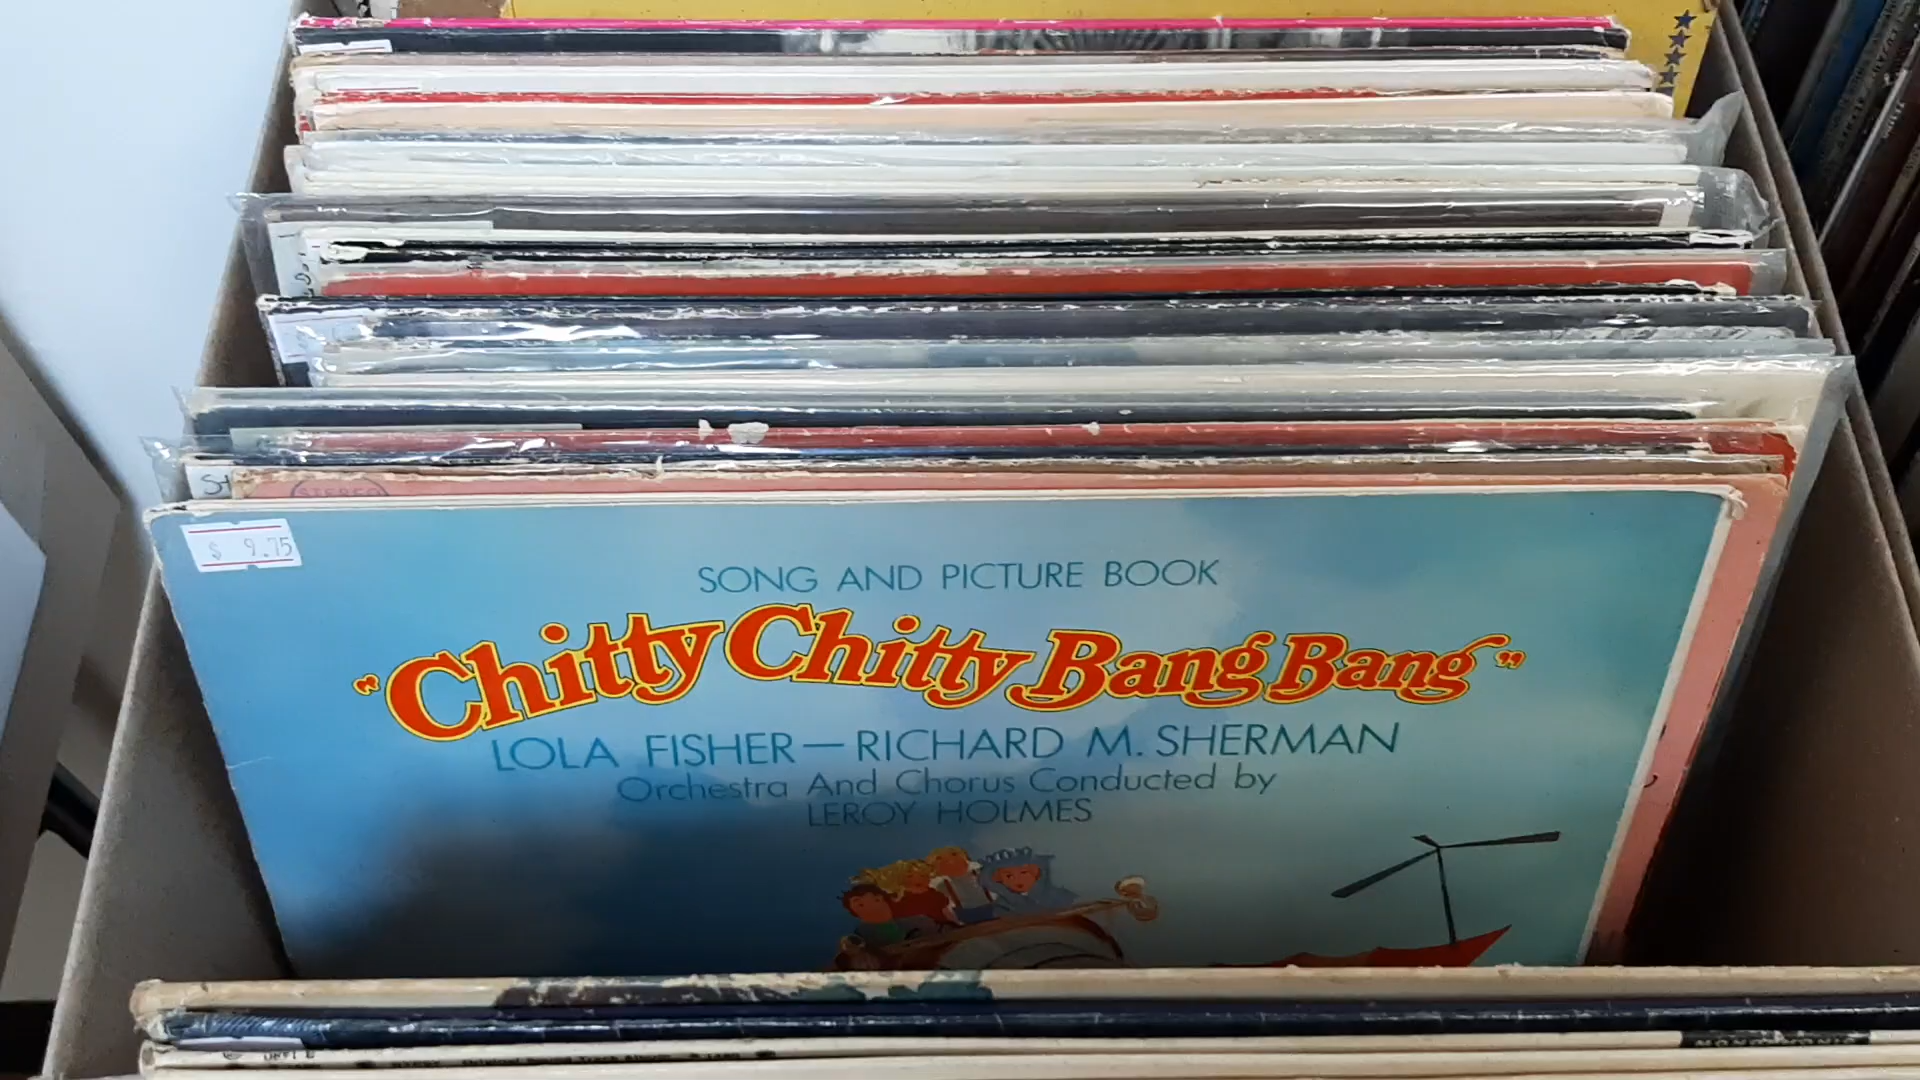 STEREO
$ 9.75
SONG AND PICTURE BOOK
"Chitty Chitty Bang Bang"
LOLA FISHER — RICHARD M. SHERMAN
Orchestra And Chorus Conducted by
LEROY HOLMES